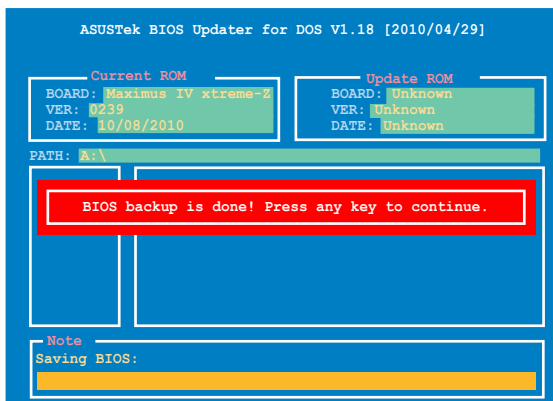 ASUSTek BIOS Updater for DOS V1.18 [2010/04/29]
Current ROM
BOARD: Maximus IV xtreme-Z
VER: 0239
DATE: 10/08/2010
Update ROM
BOARD: Unknown
VER: Unknown
DATE: Unknown
PATH: A:\
BIOS backup is done! Press any key to continue.
Note
Saving BIOS: